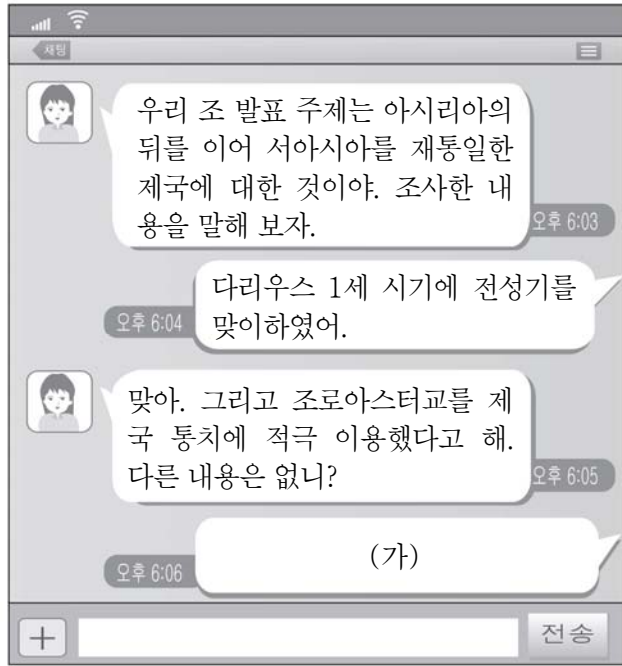 채팅
우리 조 발표 주제는 아시리아의
뒤를 이어 서아시아를 재통일한
제국에 대한 것이야. 조사한 내
용을 말해 보자.
오후 6:03
다리우스 1세 시기에 전성기를
맞이하였어.
오후 6:04
맞아. 그리고 조로아스터교를 제
국 통치에 적극 이용했다고 해.
다른 내용은 없니?
오후 6:05
(가)
오후 6:06
전송